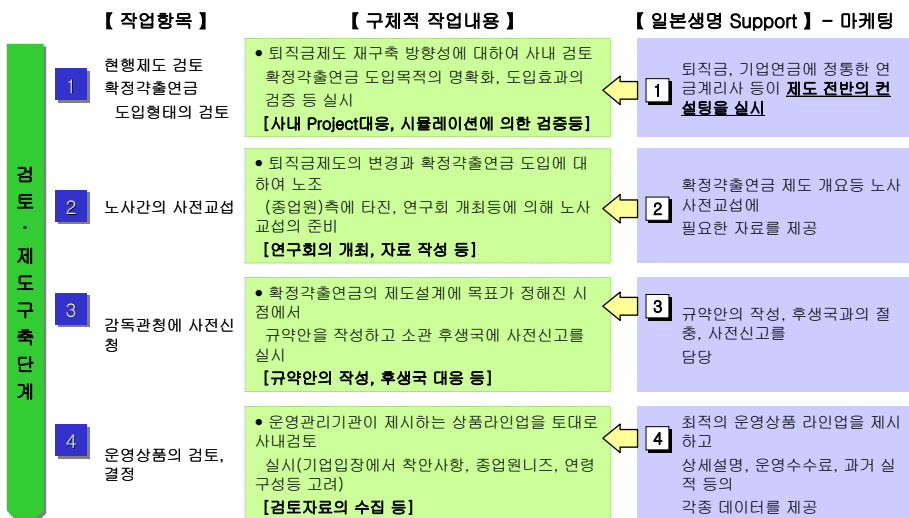 【 작업항목 】
【 구체적 작업내용 】
【 일본생명 Support 】 - 마케팅
검토·제도구축단계
1
현행제도 검토
확정갹출연금
도입형태의 검토
• 퇴직금제도 재구축 방향성에 대하여 사내 검토
확정갹출연금 도입목적의 명확화, 도입효과의
검증 등 실시
[사내 Project대응, 시뮬레이션에 의한 검증등]
1
퇴직금, 기업연금에 정통한 연
금계리사 등이 제도 전반의 컨
설팅을 실시
2
노사간의 사전교섭
• 퇴직금제도의 변경과 확정갹출연금 도입에 대
하여 노조
(종업원)측에 타진, 연구회 개최등에 의해 노사
교섭의 준비
[연구회의 개최, 자료 작성 등]
2
확정갹출연금 제도 개요등 노사
사전교섭에
필요한 자료를 제공
3
감독관청에 사전신
청
• 확정갹출연금의 제도설계에 목표가 정해진 시
점에서
규약안을 작성하고 소관 후생국에 사전신고를
실시
[규약안의 작성, 후생국 대응 등]
3
규약안의 작성, 후생국과의 절
충, 사전신고를
담당
4
운영상품의 검토,
결정
• 운영관리기관이 제시하는 상품라인업을 토대로
사내검토
실시(기업입장에서 착안사항, 종업원니즈, 연령
구성등 고려)
[검토자료의 수집 등]
4
최적의 운영상품 라인업을 제시
하고
상세설명, 운영수수료, 과거 실
적 등의
각종 데이터를 제공